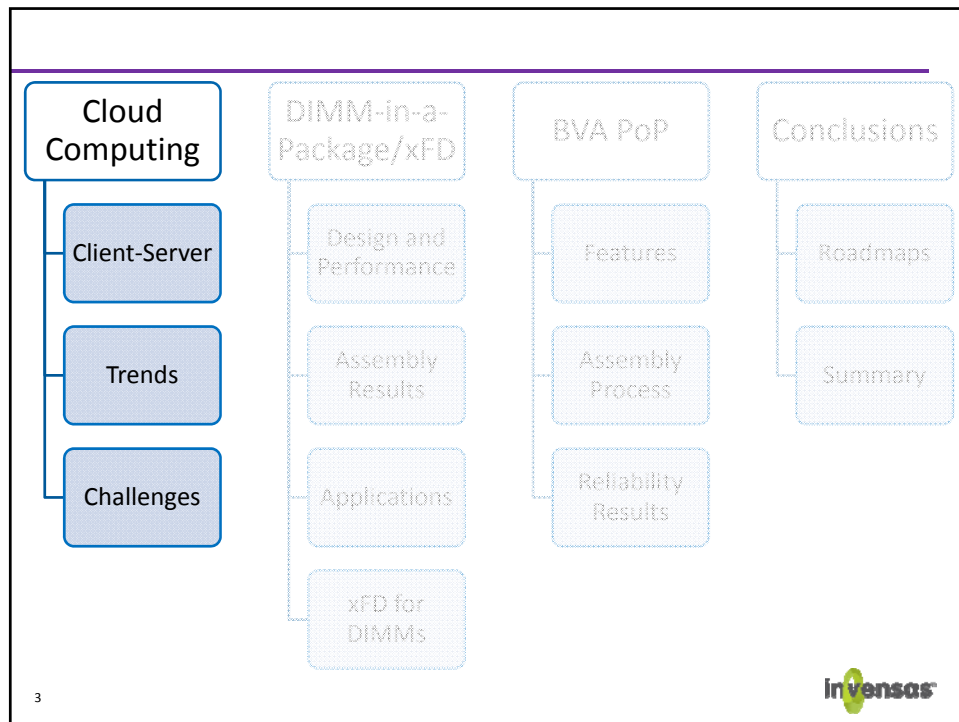 Cloud
Computing
Client-Server
Trends
Challenges
DIMM-in-a-
Package/xFD
Design and
Performance
Assembly
Results
Applications
xFD for
DIMMs
BVA PoP
Features
Assembly
Process
Reliability
Results
Conclusions
Roadmaps
Summary
3
invensas™